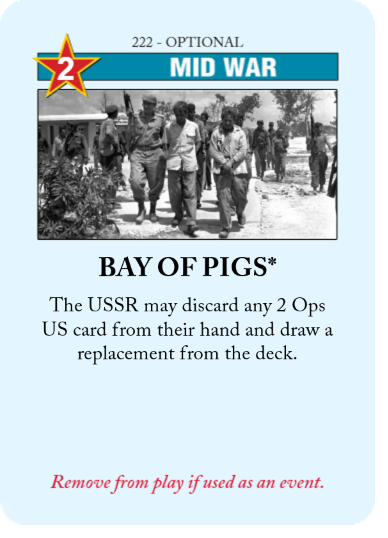 222 - OPTIONAL
2
MID WAR
BAY OF PIGS*
The USSR may discard any 2 Ops
US card from their hand and draw a
replacement from the deck.
Remove from play if used as an event.